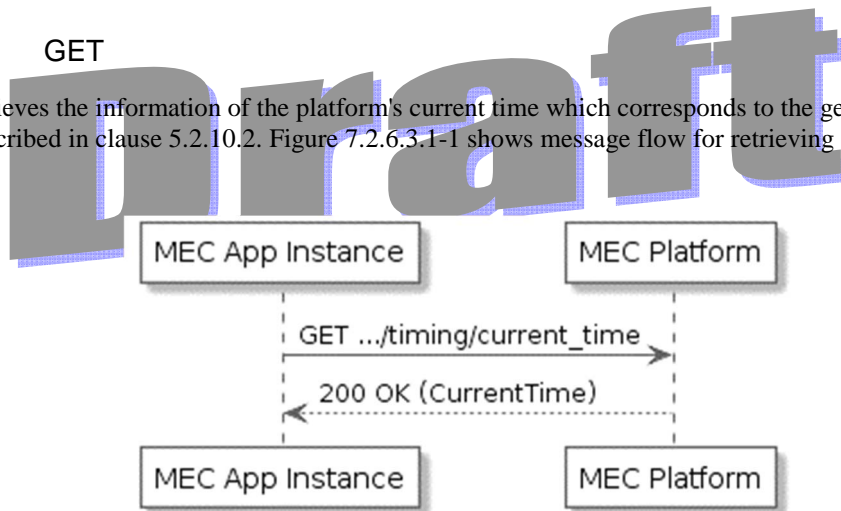 GET
ieves the information of the platform's current time which corresponds to the ge
cribed in clause 5.2.10.2. Figure 7.2.6.3.1-1 shows message flow for retrieving
Draft
MEC App Instance
MEC Platform
GET .../timing/current_time
200 OK (CurrentTime)
MEC App Instance
MEC Platform